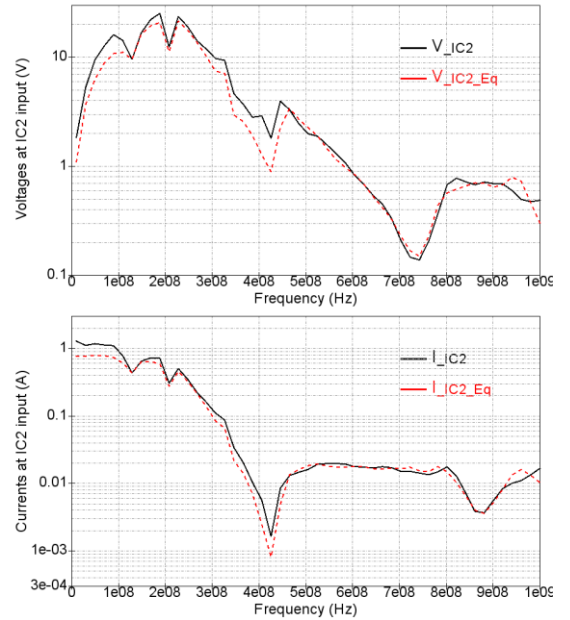 Voltages at IC2 input (V)
10
1
0.1
V_IC2
V_IC2_Eq
0 1e08 2e08 3e08 4e08 5e08 6e08 7e08 8e08 9e08 1e09
Frequency (Hz)
Currents at IC2 input (A)
1
0.1
0.01
1e-03
3e-04
I_IC2
I_IC2_Eq
0 1e08 2e08 3e08 4e08 5e08 6e08 7e08 8e08 9e08 1e09
Frequency (Hz)